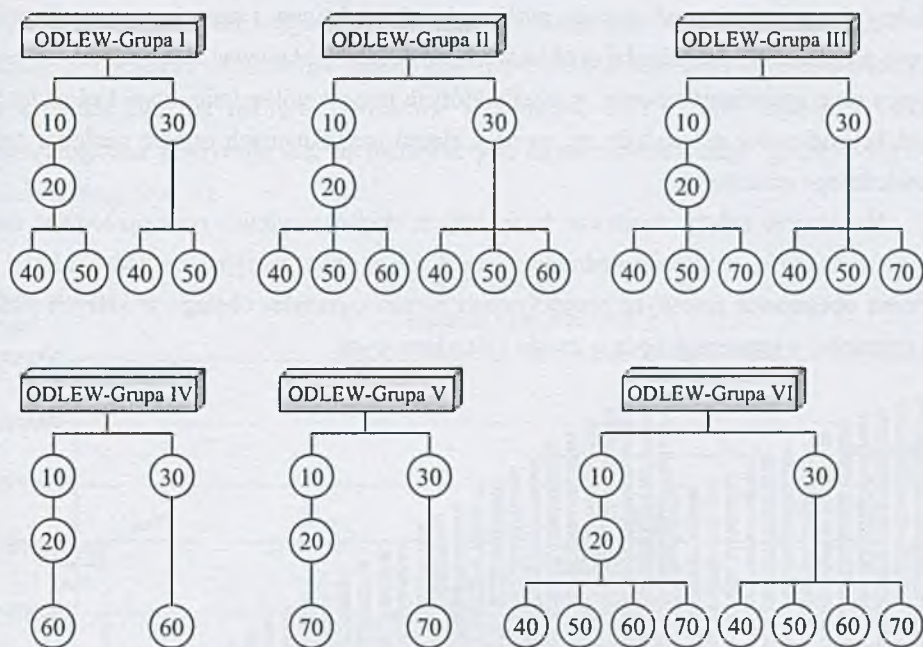 ODLEW-Grupa I ODLEW-Grupa II ODLEW-Grupa III
10 30 10 30 10 30
20 20 20
40 50 40 50 40 50 60 40 50 60 40 50 70 40 50 70
ODLEW-Grupa IV ODLEW-Grupa V ODLEW-Grupa VI
10 30 10 30 10 30
20 20 20
60 60 70 70 40 50 60 70 40 50 60 70